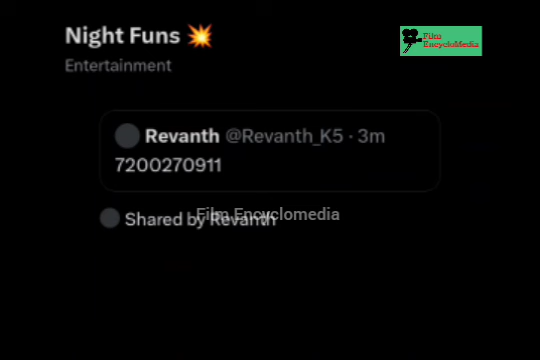 Night Funs 💥
Entertainment
Film
EncycloMedia
Revanth @Revanth_K5 · 3m
7200270911
Shared by Revanth
Film Encyclomedia